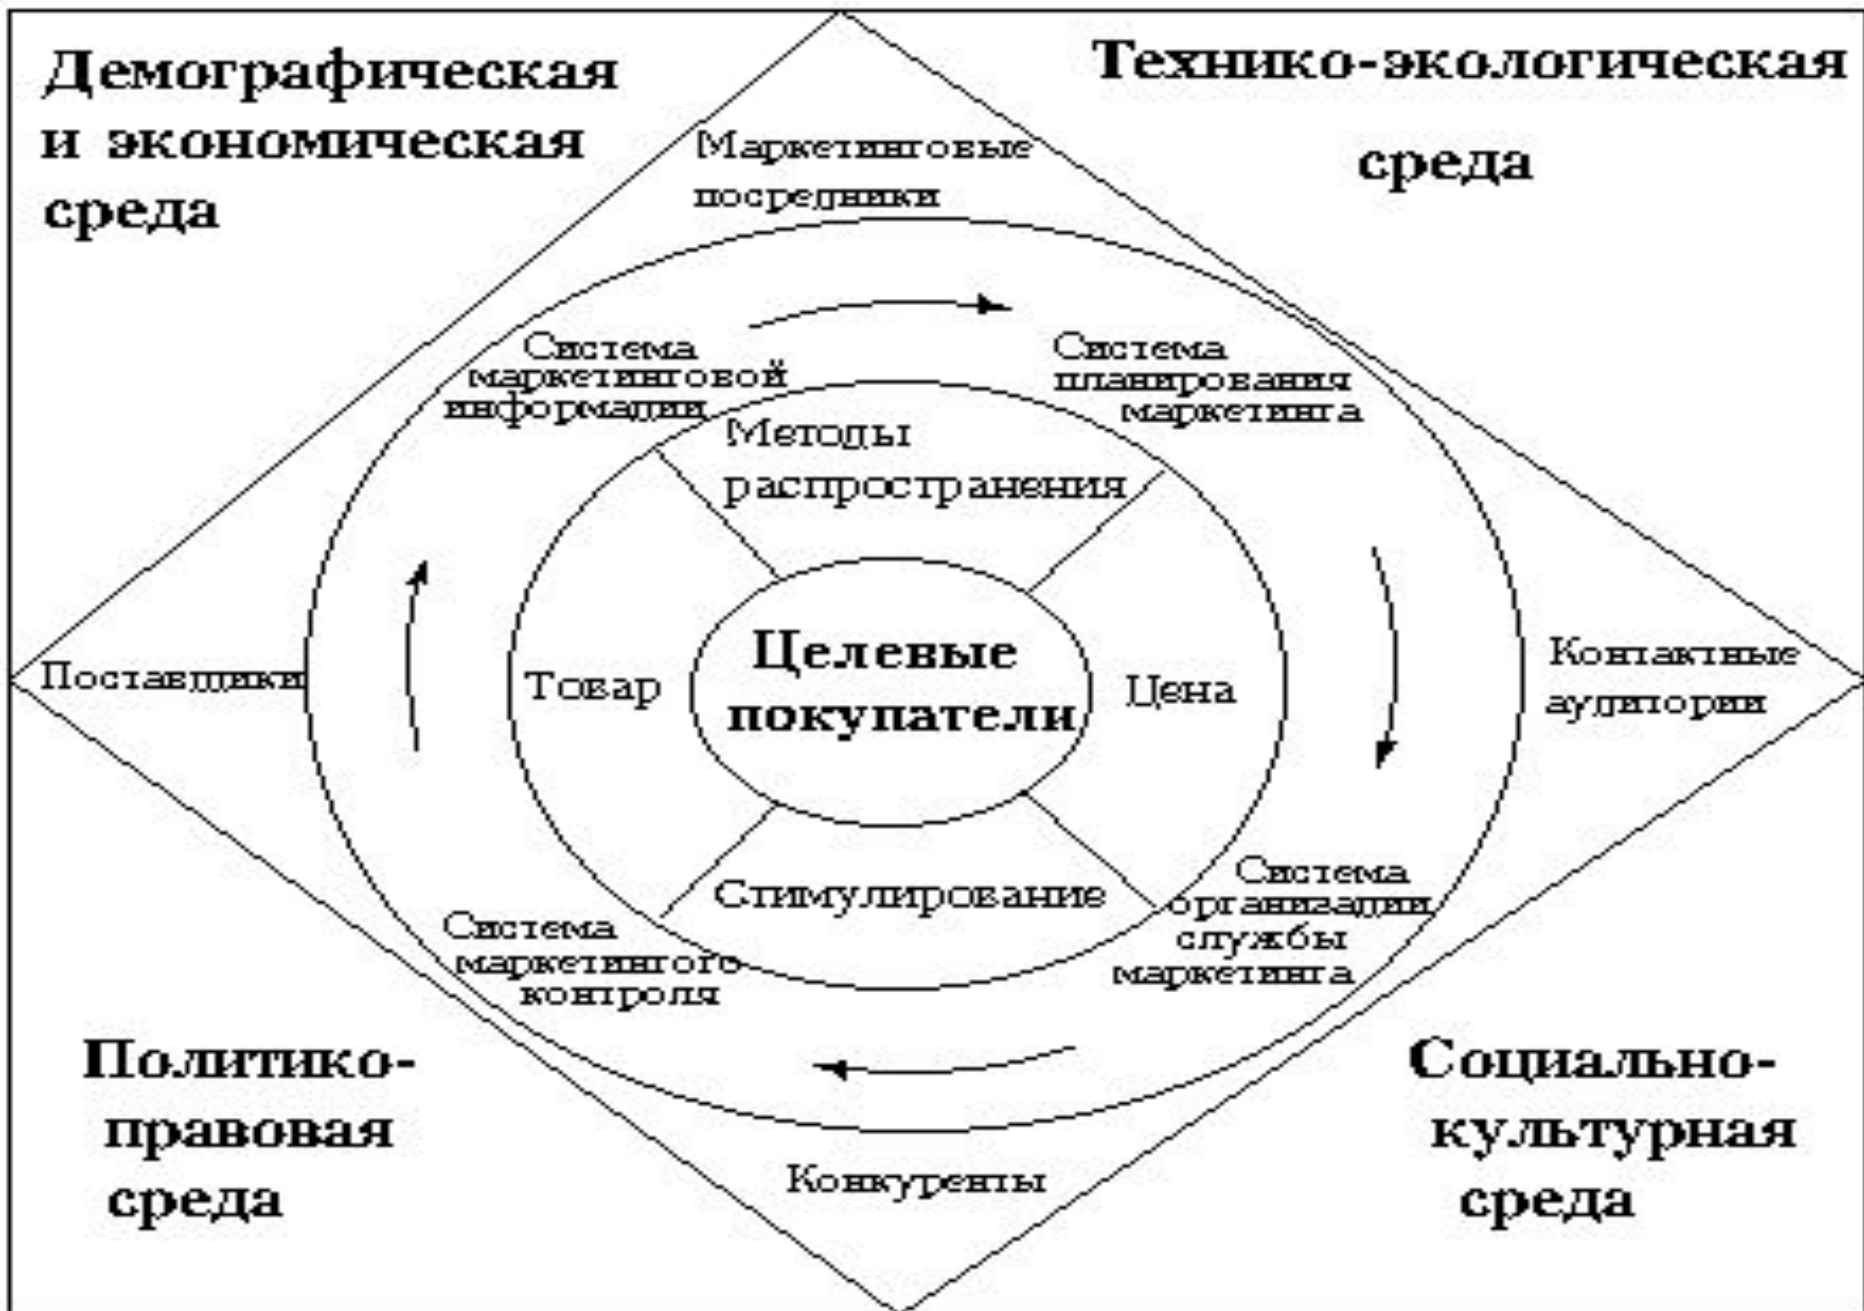 Демографическая
и экономическая
среда
Технико-экологическая
среда
Маркетинговые
посредники
Система
маркетинговой
информации
Система
планирования
маркетинга
Методы
распространения
Поставщики
Товар
Целевые
покупатели
Цена
Контактные
аудитории
Стимулирование
Система
маркетингого
контроля
Система
организации
службы
маркетинга
Политико-
правовая
среда
Конкуренты
Социально-
культурная
среда